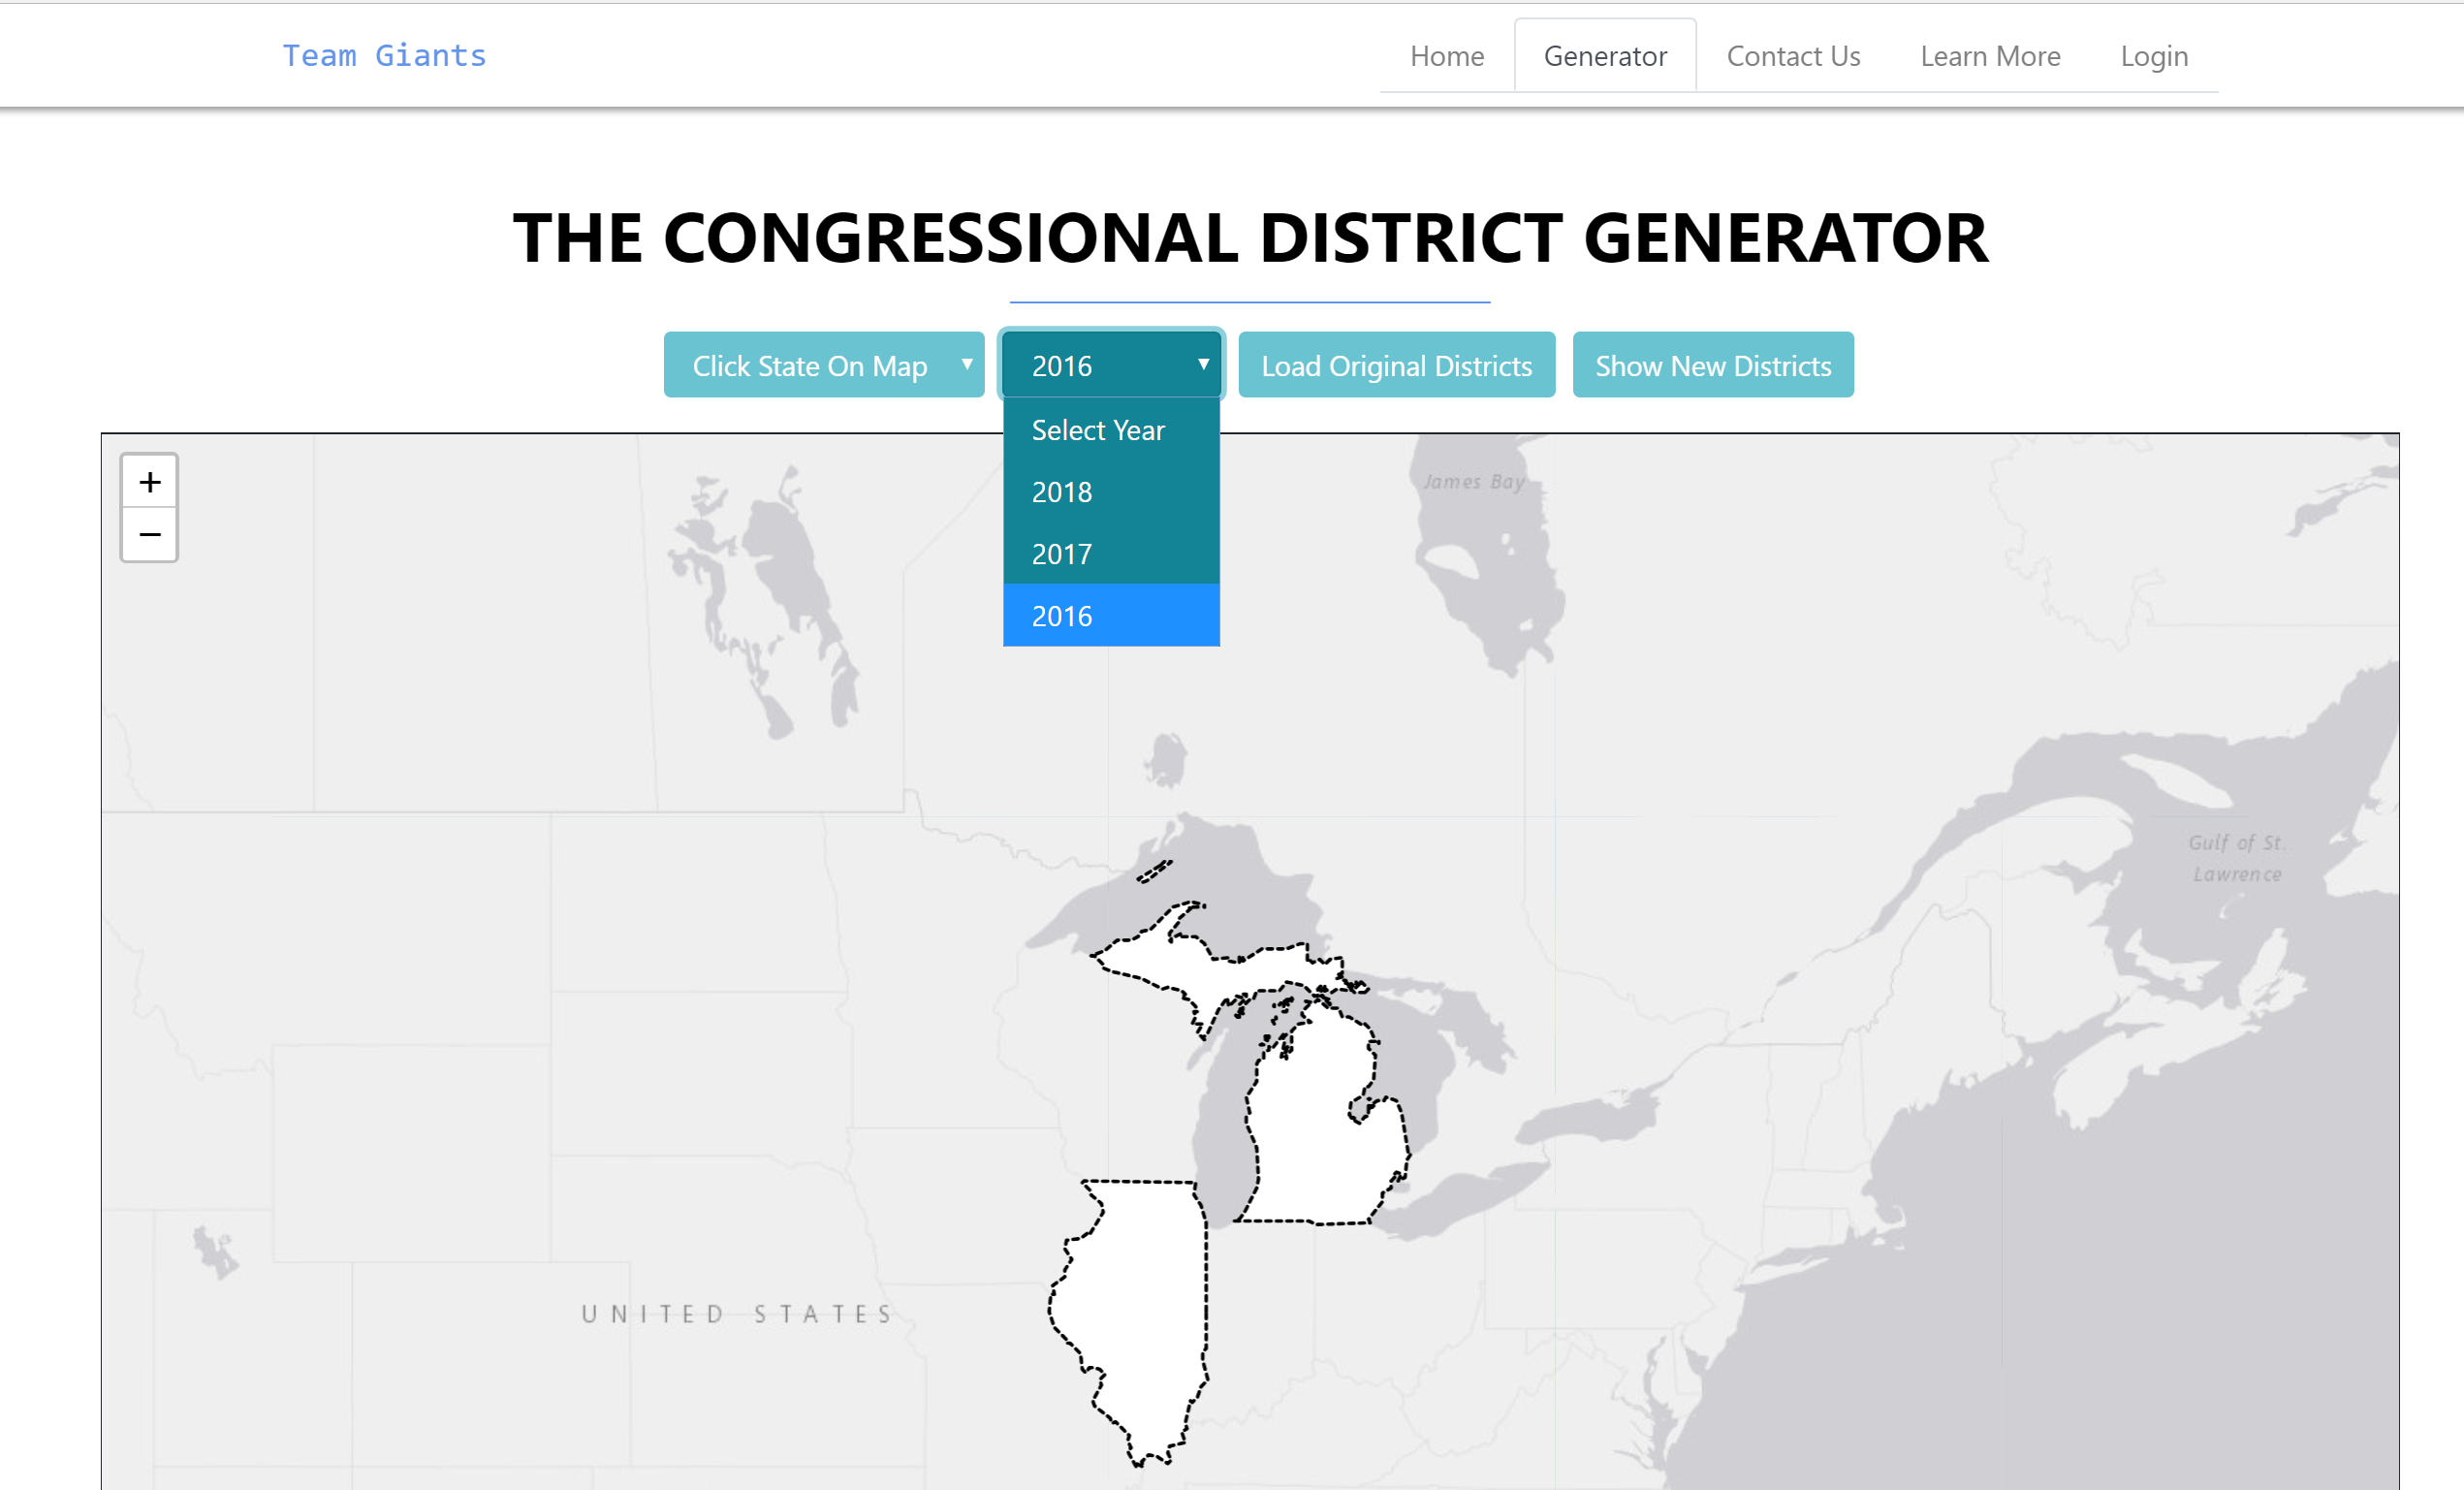 Team Giants
Home Generator Contact Us Learn More Login
THE CONGRESSIONAL DISTRICT GENERATOR
Click State On Map ▼ 2016 ▼ Load Original Districts Show New Districts
Select Year
2018
2017
2016
+
−
James Bay
Gulf of St.
Lawrence
UNITED STATES